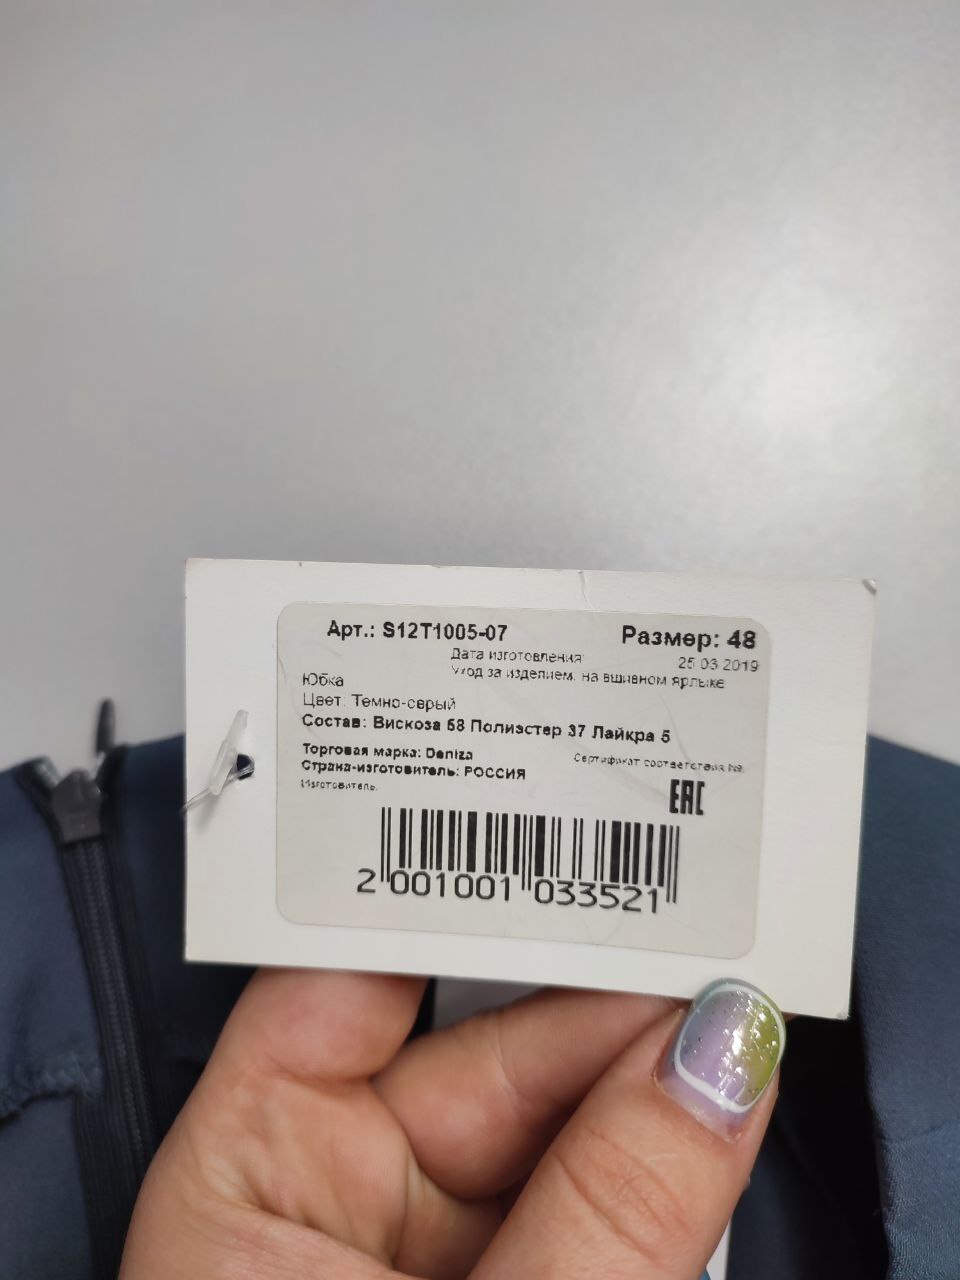 Арт.: S12T1005-07 Размер: 48
Дата изготовления: 25 03 2019
Уход за изделием: на вшивном ярлыке
Юбка
Цвет: Темно-серый
Состав: Вискоза 58 Полиэстер 37 Лайкра 5
Торговая марка: Deniza
Сертификат соответствия №:
Страна-изготовитель: РОССИЯ
Изготовитель:
EAC
2 001001 033521